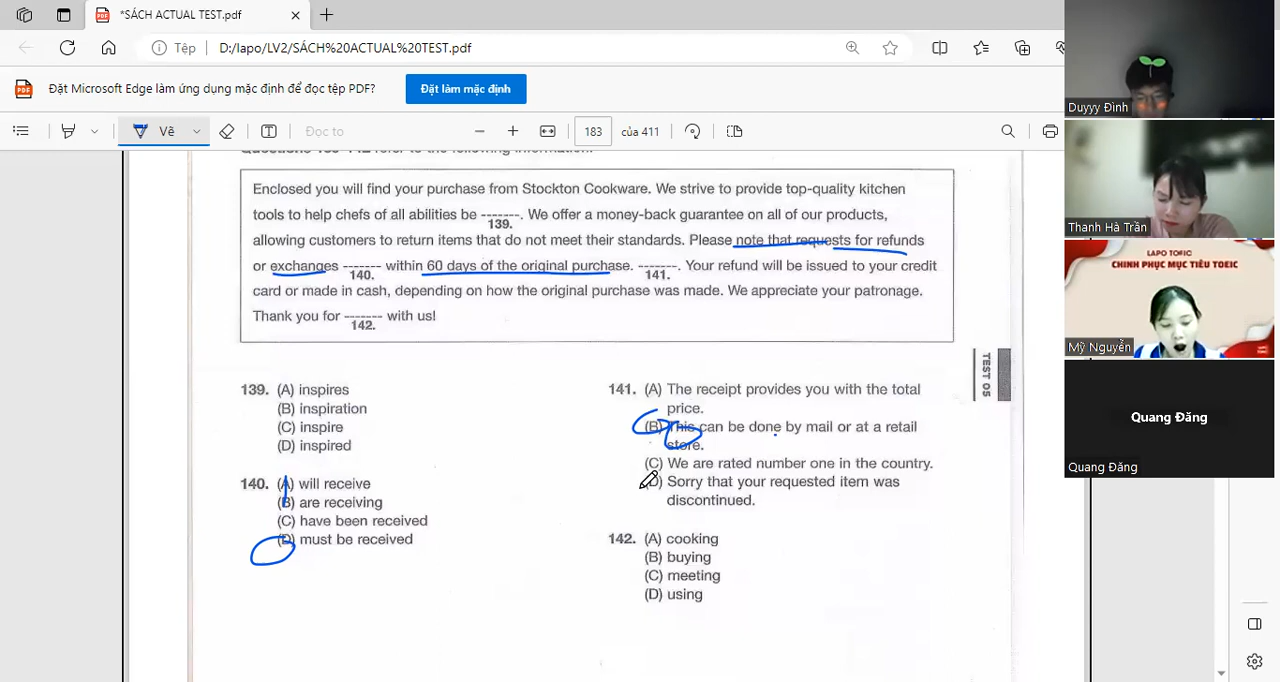 *SÁCH ACTUAL TEST.pdf
Tệp
D:/lapo/LV2/SÁCH%20ACTUAL%20TEST.pdf
Đặt Microsoft Edge làm ứng dụng mặc định để đọc tệp PDF?
Đặt làm mặc định
Vẽ
Đọc to
183
của 411
Enclosed you will find your purchase from Stockton Cookware. We strive to provide top-quality kitchen
tools to help chefs of all abilities be -------. We offer a money-back guarantee on all of our products,
139.
allowing customers to return items that do not meet their standards. Please note that requests for refunds
or exchanges ------- within 60 days of the original purchase. -------. Your refund will be issued to your credit
140.
141.
card or made in cash, depending on how the original purchase was made. We appreciate your patronage.
Thank you for ------- with us!
142.
139. (A) inspires
(B) inspiration
(C) inspire
(D) inspired
140. (A) will receive
(B) are receiving
(C) have been received
(D) must be received
141. (A) The receipt provides you with the total
price.
(B) This can be done by mail or at a retail
store.
(C) We are rated number one in the country.
(D) Sorry that your requested item was
discontinued.
142. (A) cooking
(B) buying
(C) meeting
(D) using
TEST 05
Duyyy Đình
Thanh Hà Trần
LAPO TOEIC
CHINH PHỤC MỤC TIÊU TOEIC
Mỹ Nguyễn
Quang Đăng
Quang Đăng